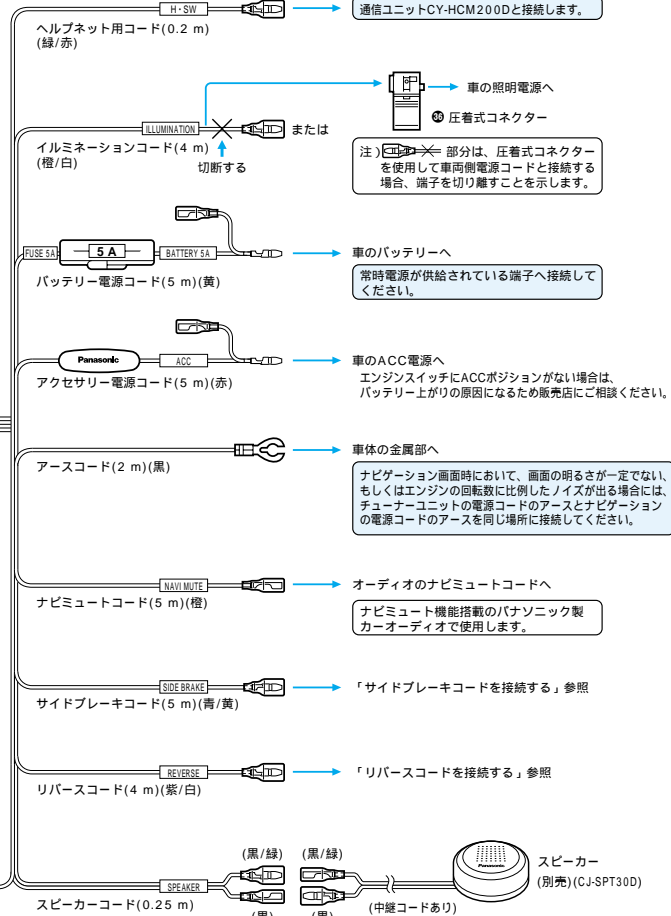 H・SW
通信ユニットCY-HCM200Dと接続します。
ヘルプネット用コード(0.2 m)
(緑/赤)
車の照明電源へ
36 圧着式コネクター
ILLUMINATION
または
イルミネーションコード(4 m)
(橙/白)
切断する
注)部分は、圧着式コネクター
を使用して車両側電源コードと接続する
場合、端子を切り離すことを示します。
FUSE 5A
5 A
BATTERY 5A
車のバッテリーへ
バッテリー電源コード(5 m)(黄)
常時電源が供給されている端子へ接続して
ください。
Panasonic
ACC
車のACC電源へ
アクセサリー電源コード(5 m)(赤)
エンジンスイッチにACCポジションがない場合は、
バッテリー上がりの原因になるため販売店にご相談ください。
車体の金属部へ
アースコード(2 m)(黒)
ナビゲーション画面時において、画面の明るさが一定でない、
もしくはエンジンの回転数に比例したノイズが出る場合には、
チューナーユニットの電源コードのアースとナビゲーション
の電源コードのアースを同じ場所に接続してください。
NAVI MUTE
オーディオのナビミュートコードへ
ナビミュートコード(5 m)(橙)
ナビミュート機能搭載のパナソニック製
カーオーディオで使用します。
SIDE BRAKE
「サイドブレーキコードを接続する」参照
サイドブレーキコード(5 m)(青/黄)
REVERSE
「リバースコードを接続する」参照
リバースコード(4 m)(紫/白)
(黒/緑)
(黒/緑)
Panasonic
スピーカー
(別売)(CJ-SPT30D)
SPEAKER
スピーカーコード(0.25 m)
(黒)
(黒)
(中継コードあり)